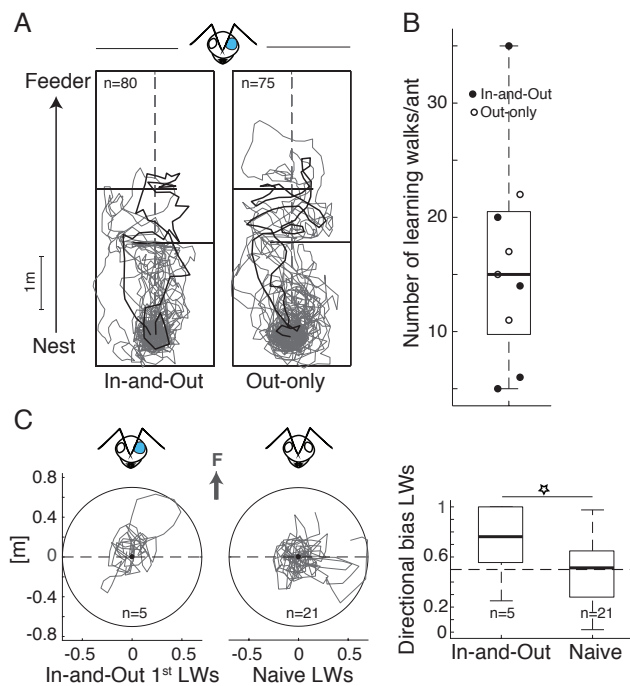 A
B
Feeder
n=80
n=75
1m
Nest
In-and-Out
Out-only
Number of learning walks/ant
30
20
10
In-and-Out
Out-only
C
F
[m]
0.8
0.4
0
-0.4
-0.8
n=5
n=21
-0.5
0
0.5
-0.5
0
0.5
In-and-Out 1st LWs
Naive LWs
Directional bias LWs
1
0.6
0.2
0
n=5
n=21
In-and-Out
Naive